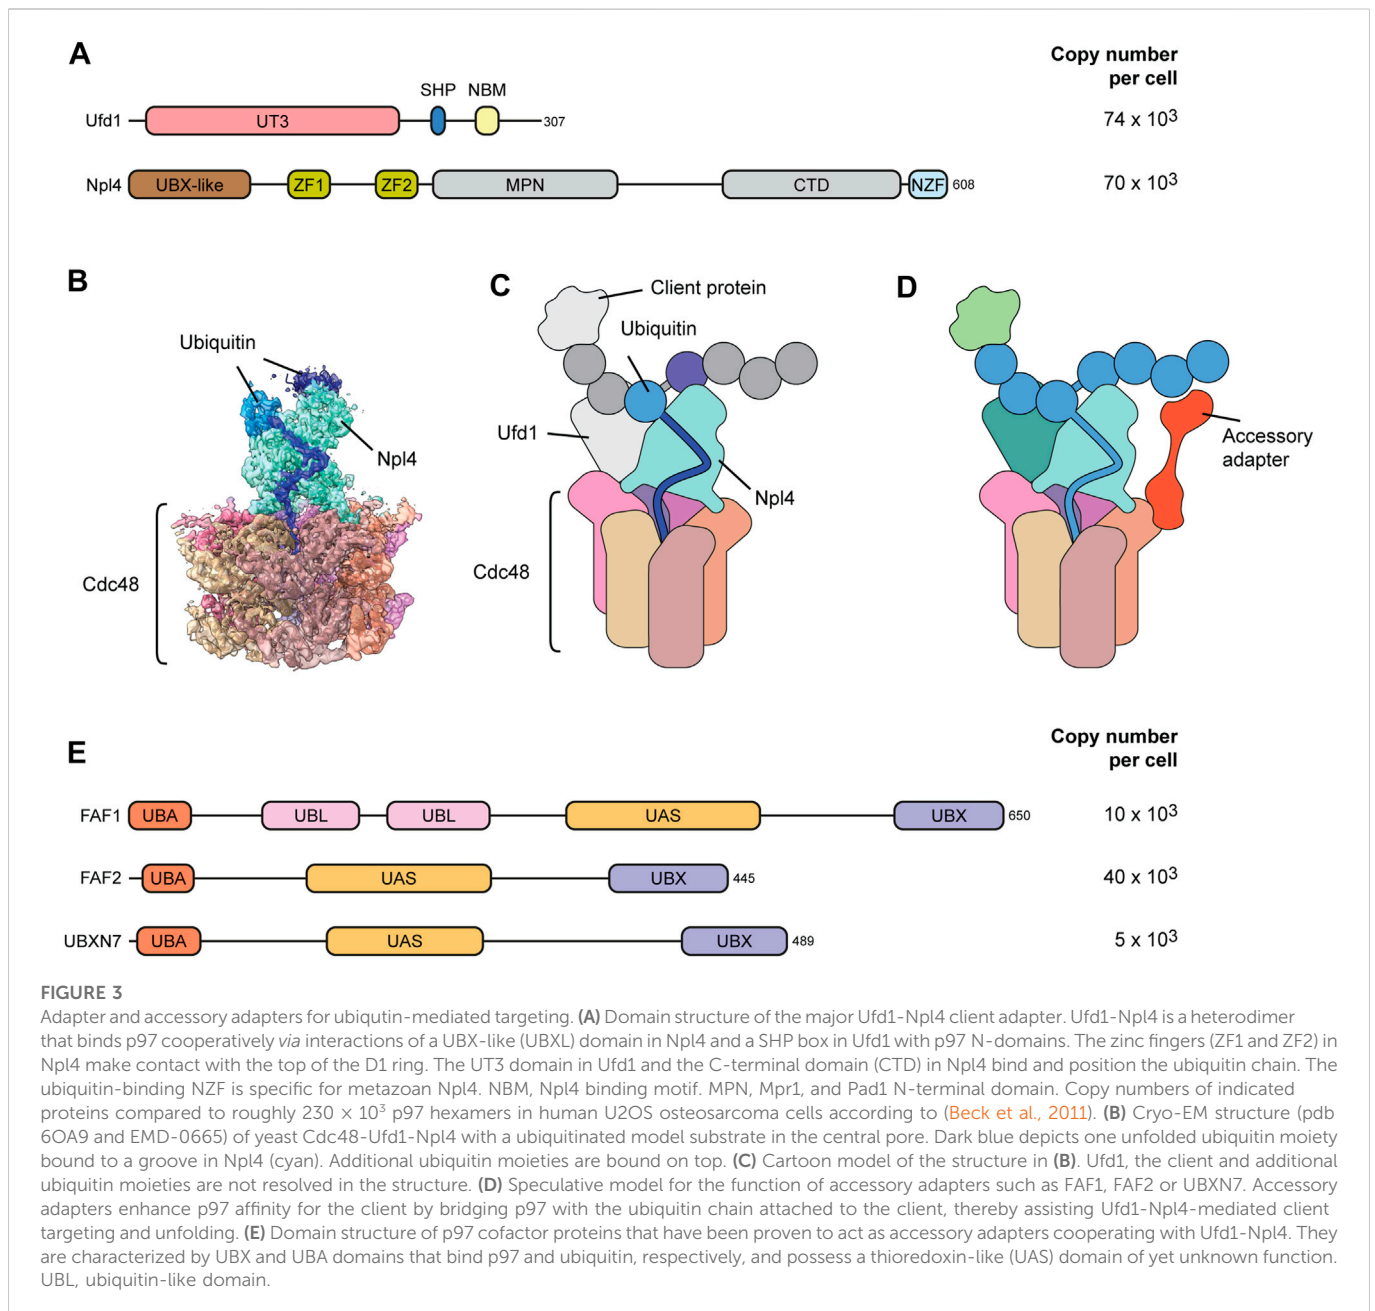 A
Copy number
per cell
SHP NBM
Ufd1 UT3 307 74 x 10³
Npl4 UBX-like ZF1 ZF2 MPN CTD NZF 608 70 x 10³
B
Ubiquitin
Npl4
Cdc48
C
Client protein
Ubiquitin
Ufd1
Npl4
Cdc48
D
Accessory
adapter
E
Copy number
per cell
FAF1 UBA UBL UBL UAS UBX 650 10 x 10³
FAF2 UBA UAS UBX 445 40 x 10³
UBXN7 UBA UAS UBX 489 5 x 10³
FIGURE 3
Adapter and accessory adapters for ubiqutin-mediated targeting. (A) Domain structure of the major Ufd1-Npl4 client adapter. Ufd1-Npl4 is a heterodimer
that binds p97 cooperatively via interactions of a UBX-like (UBXL) domain in Npl4 and a SHP box in Ufd1 with p97 N-domains. The zinc fingers (ZF1 and ZF2) in
Npl4 make contact with the top of the D1 ring. The UT3 domain in Ufd1 and the C-terminal domain (CTD) in Npl4 bind and position the ubiquitin chain. The
ubiquitin-binding NZF is specific for metazoan Npl4. NBM, Npl4 binding motif. MPN, Mpr1, and Pad1 N-terminal domain. Copy numbers of indicated
proteins compared to roughly 230 × 10³ p97 hexamers in human U2OS osteosarcoma cells according to (Beck et al., 2011). (B) Cryo-EM structure (pdb
6OA9 and EMD-0665) of yeast Cdc48-Ufd1-Npl4 with a ubiquitinated model substrate in the central pore. Dark blue depicts one unfolded ubiquitin moiety
bound to a groove in Npl4 (cyan). Additional ubiquitin moieties are bound on top. (C) Cartoon model of the structure in (B). Ufd1, the client and additional
ubiquitin moieties are not resolved in the structure. (D) Speculative model for the function of accessory adapters such as FAF1, FAF2 or UBXN7. Accessory
adapters enhance p97 affinity for the client by bridging p97 with the ubiquitin chain attached to the client, thereby assisting Ufd1-Npl4-mediated client
targeting and unfolding. (E) Domain structure of p97 cofactor proteins that have been proven to act as accessory adapters cooperating with Ufd1-Npl4. They
are characterized by UBX and UBA domains that bind p97 and ubiquitin, respectively, and possess a thioredoxin-like (UAS) domain of yet unknown function.
UBL, ubiquitin-like domain.